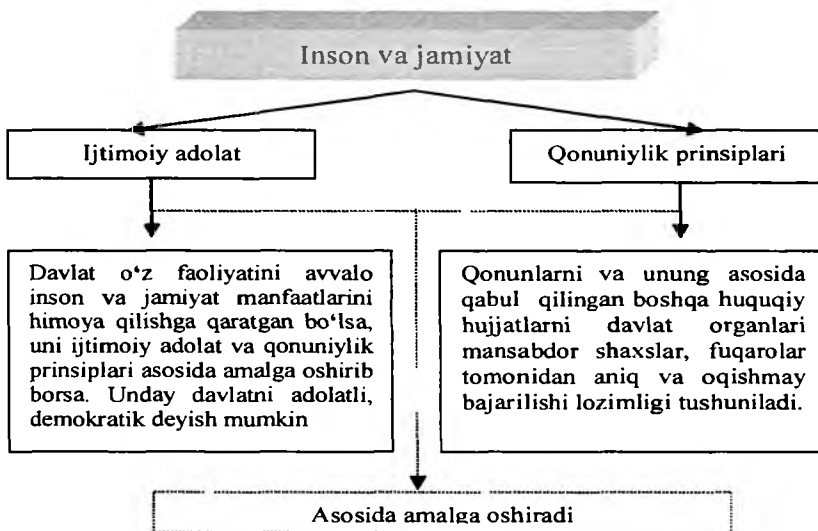 Inson va jamiyat
Ijtimoiy adolat
Qonuniylik prinsiplari
Davlat o‘z faoliyatini avvalo
inson va jamiyat manfaatlarini
himoya qilishga qaratgan bo‘lsa,
uni ijtimoiy adolat va qonuniylik
prinsiplari asosida amalga oshirib
borsa. Unday davlatni adolatli,
demokratik deyish mumkin
Qonunlarni va unung asosida
qabul qilingan boshqa huquqiy
hujjatlarni davlat organlari
mansabdor shaxslar, fuqarolar
tomonidan aniq va oqishmay
bajarilishi lozimligi tushuniladi.
Asosida amalga oshiradi